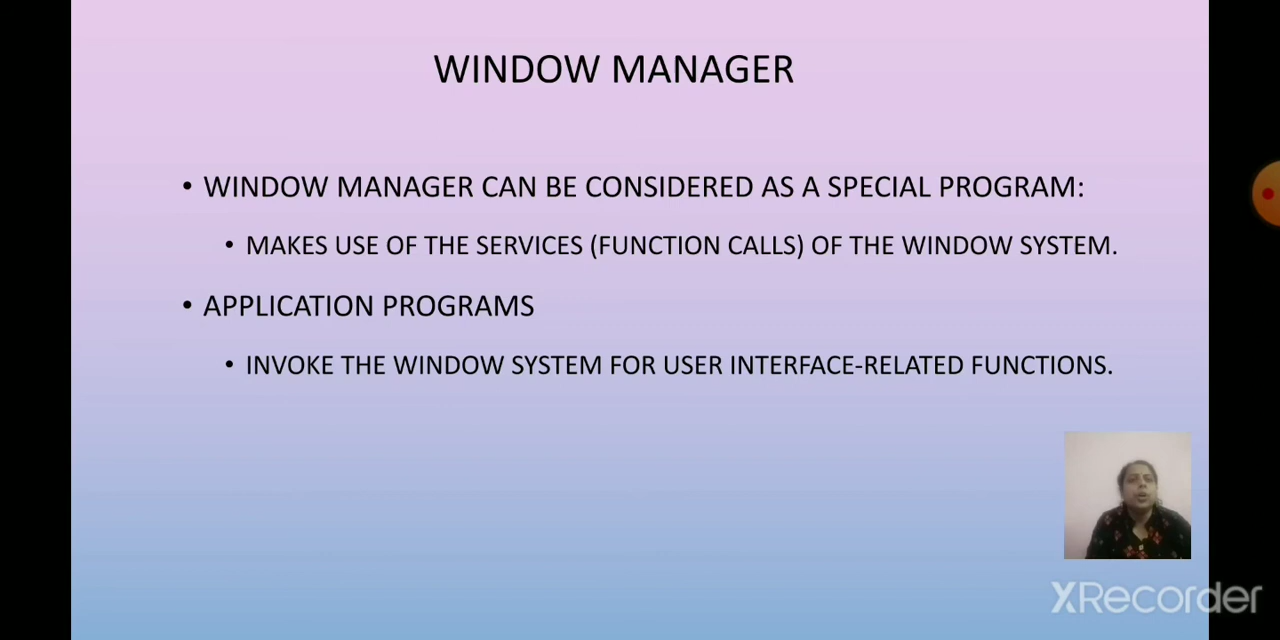 WINDOW MANAGER
• WINDOW MANAGER CAN BE CONSIDERED AS A SPECIAL PROGRAM:
• MAKES USE OF THE SERVICES (FUNCTION CALLS) OF THE WINDOW SYSTEM.
• APPLICATION PROGRAMS
• INVOKE THE WINDOW SYSTEM FOR USER INTERFACE-RELATED FUNCTIONS.
XRecorder